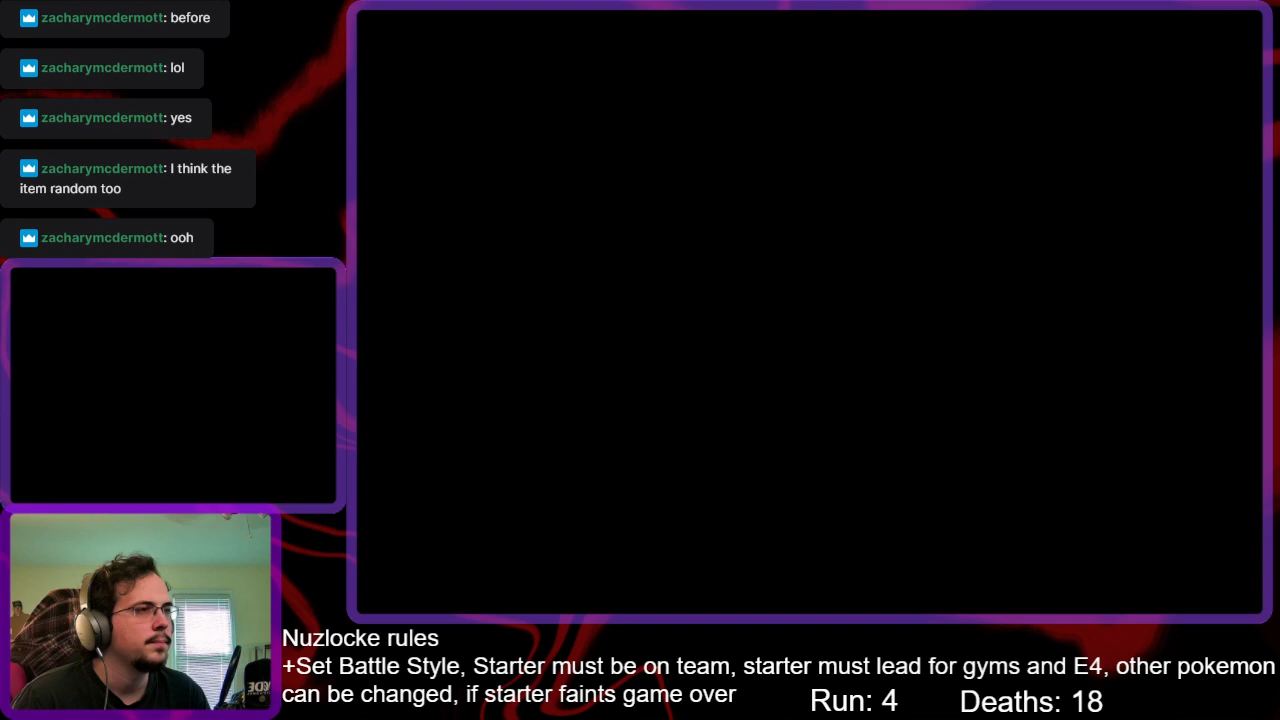 zacharymcdermott: before
zacharymcdermott: lol
zacharymcdermott: yes
zacharymcdermott: I think the
item random too
zacharymcdermott: ooh
Nuzlocke rules
+Set Battle Style, Starter must be on team, starter must lead for gyms and E4, other pokemon
can be changed, if starter faints game over
Run: 4
Deaths: 18